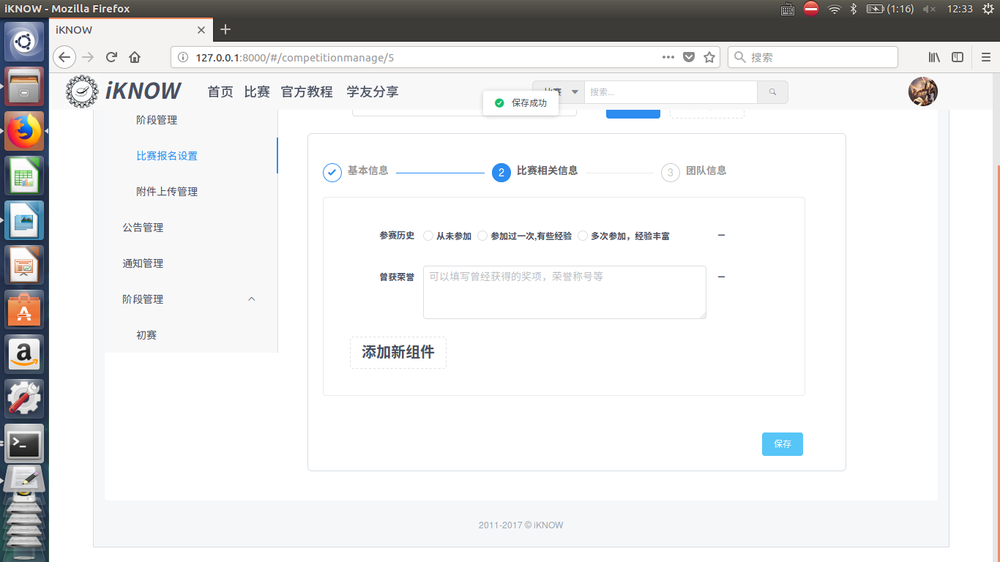 iKNOW - Mozilla Firefox
(1:16)
12:33
iKNOW
127.0.0.1:8000/#/competitionmanage/5
搜索
iKNOW
首页 比赛 官方教程 学友分享
搜索...
保存成功
阶段管理
比赛报名设置
附件上传管理
公告管理
通知管理
阶段管理
初赛
基本信息
2 比赛相关信息
3 团队信息
参赛历史 从未参加 参加过一次,有些经验 多次参加，经验丰富
曾获荣誉 可以填写曾经获得的奖项，荣誉称号等
添加新组件
保存
2011-2017 © iKNOW